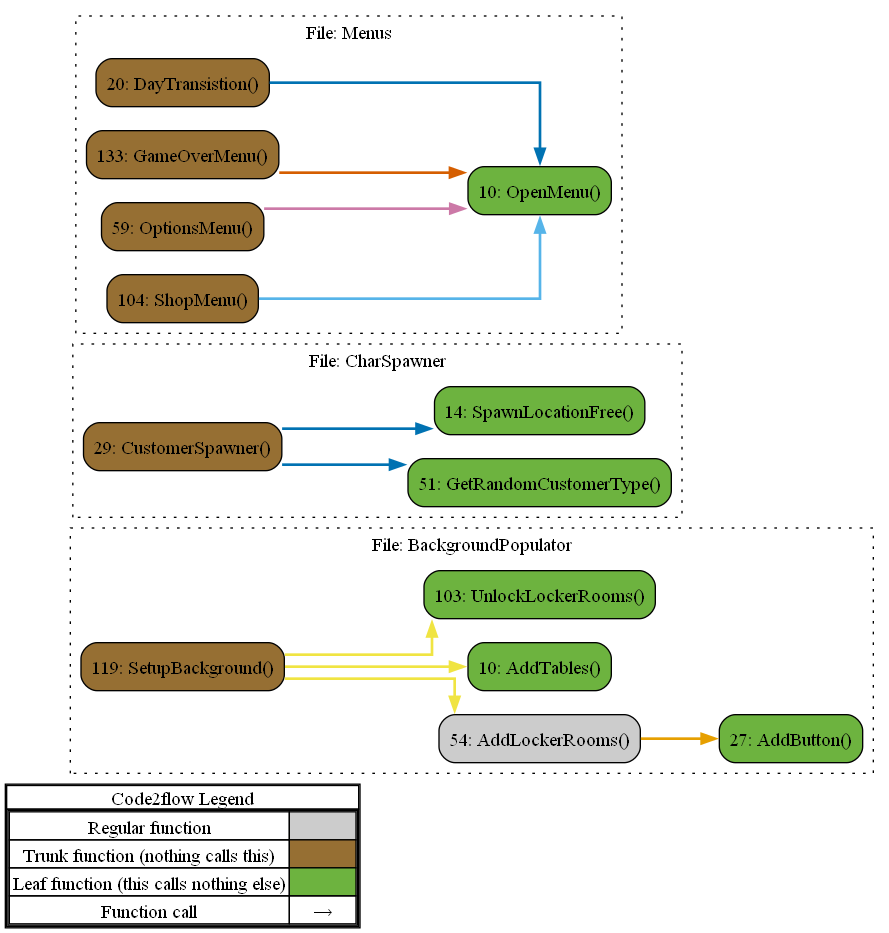 File: Menus
20: DayTransistion()
133: GameOverMenu()
10: OpenMenu()
59: OptionsMenu()
104: ShopMenu()
File: CharSpawner
14: SpawnLocationFree()
29: CustomerSpawner()
51: GetRandomCustomerType()
File: BackgroundPopulator
103: UnlockLockerRooms()
119: SetupBackground()
10: AddTables()
54: AddLockerRooms()
27: AddButton()
Code2flow Legend
Regular function
Trunk function (nothing calls this)
Leaf function (this calls nothing else)
Function call →